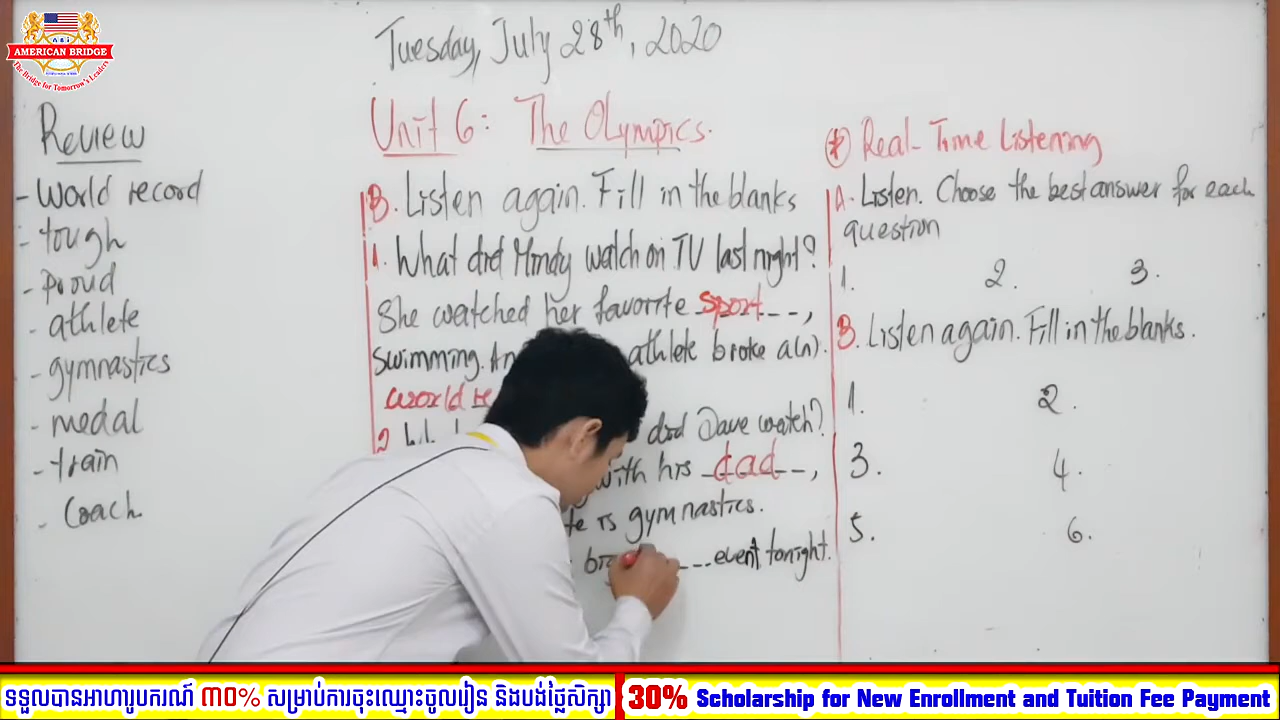 ABi
AMERICAN BRIDGE
The Bridge for Tomorrow's Leaders
Tuesday, July 28th, 2020
Review
- World record
- tough
- Proud
- athlete
- gymnastics
- medal
- train
- Coach
Unit 6: The Olympics.
B. Listen again. Fill in the blanks
1. What did Mindy watch on TV last night?
She watched her favorite sport,
Swimming. athlete broke a(n).
world
2 did Dave watch?
with his dad,
is gymnastics.
event tonight.
* Real-Time Listening
A. Listen. Choose the best answer for each
question
1. 2. 3.
B. Listen again. Fill in the blanks.
1. 2.
3. 4.
5. 6.
ទទួលបានអាហារូបករណ៍ ៣០% សម្រាប់ការចុះឈ្មោះចូលរៀន និងបង់ថ្លៃសិក្សា
30% Scholarship for New Enrollment and Tuition Fee Payment